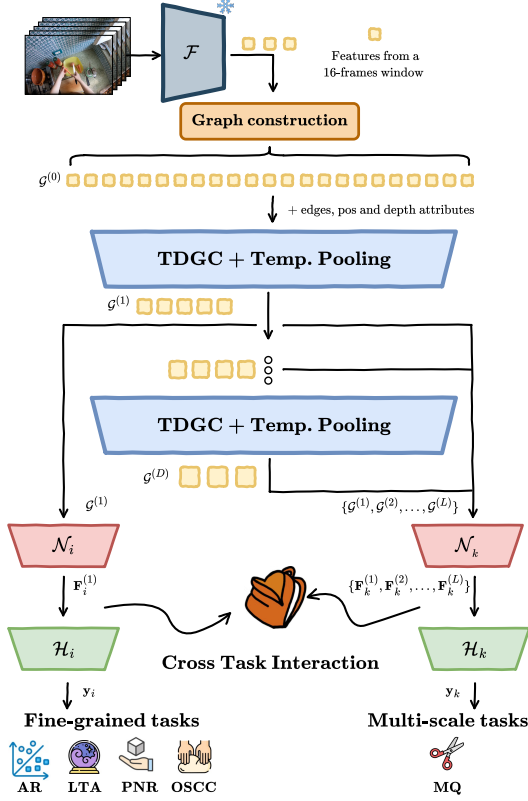 𝓕
Features from a
16-frames window
Graph construction
𝒢^(0)
+ edges, pos and depth attributes
TDGC + Temp. Pooling
𝒢^(1)
TDGC + Temp. Pooling
𝒢^(D)
𝒢^(1)
{𝒢^(1), 𝒢^(2), . . . , 𝒢^(L)}
𝒩_i
𝒩_k
𝐅_i^(1)
{𝐅_k^(1), 𝐅_k^(2), . . . , 𝐅_k^(L)}
ℋ_i
ℋ_k
Cross Task Interaction
𝐲_i
𝐲_k
Fine-grained tasks
Multi-scale tasks
AR LTA PNR OSCC
MQ